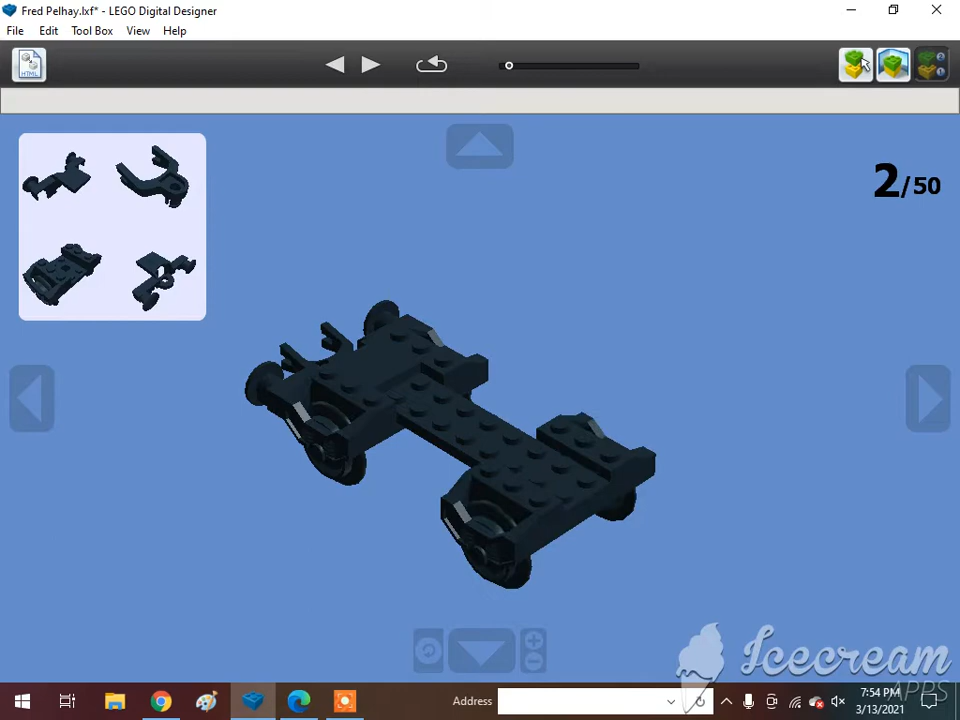 Fred Pelhay.lxf* - LEGO Digital Designer
File Edit Tool Box View Help
HTML
2/50
Icecream
APPS
Address
7:54 PM
3/13/2021